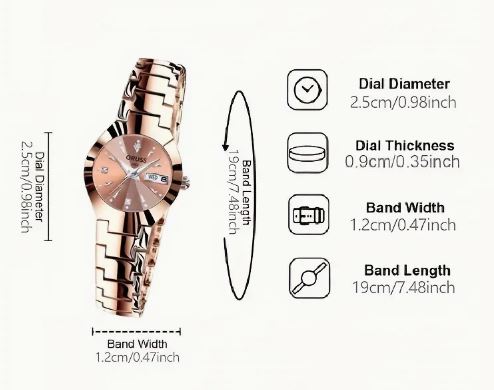 Dial Diameter
2.5cm/0.98inch
ORUSS
WED
Band Length
19cm/7.48inch
Band Width
1.2cm/0.47inch
Dial Diameter
2.5cm/0.98inch
Dial Thickness
0.9cm/0.35inch
Band Width
1.2cm/0.47inch
Band Length
19cm/7.48inch